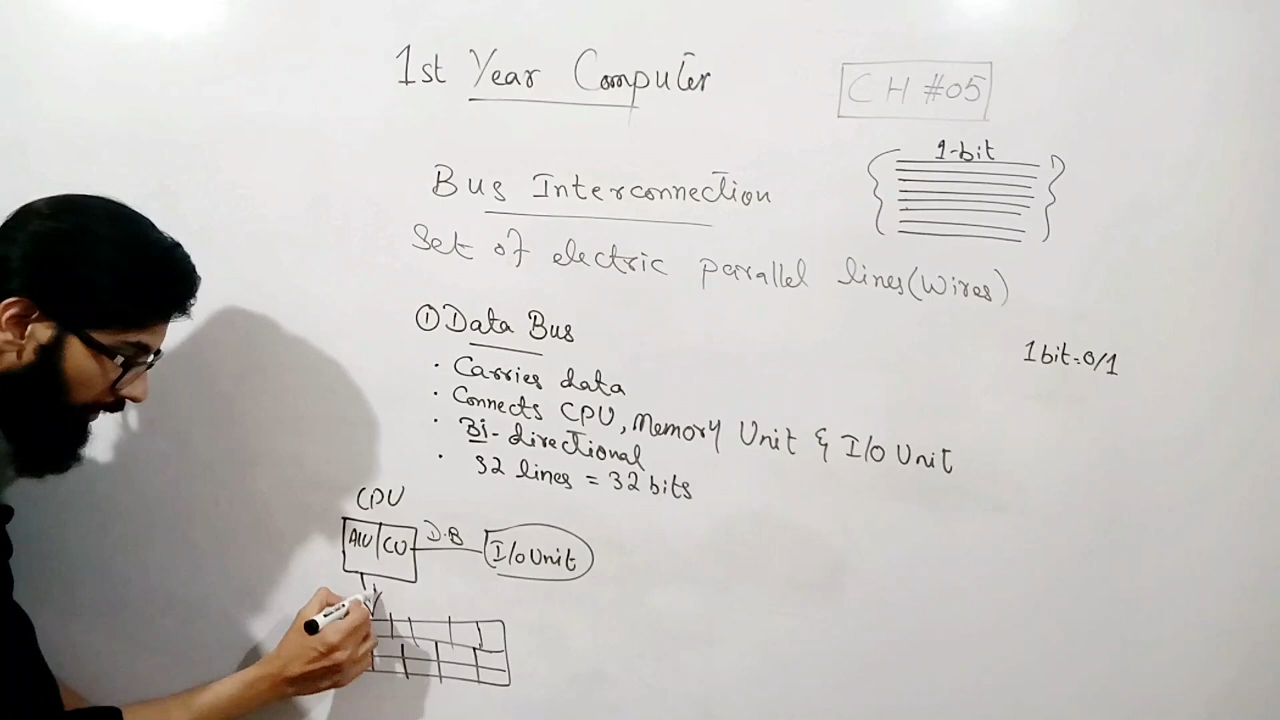 1st Year Computer
CH #05
1-bit
Bus Interconnection
Set of electric parallel lines (Wires)
① Data Bus
1 bit = 0/1
· Carries data
· Connects CPU, Memory Unit & I/O Unit
· Bi-directional
· 32 lines = 32 bits
CPU
ALU CU
D.B
I/O Unit